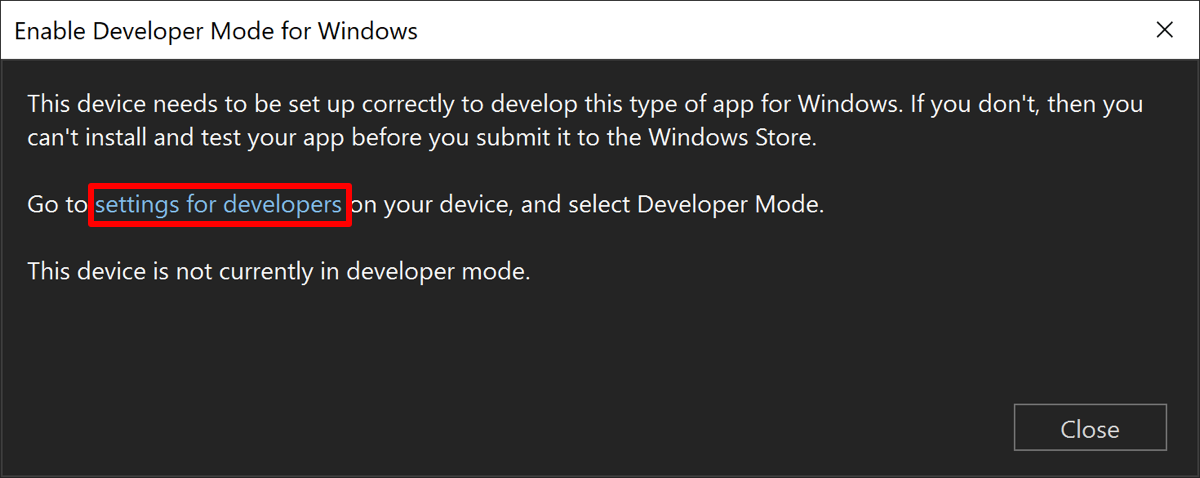 Enable Developer Mode for Windows
This device needs to be set up correctly to develop this type of app for Windows. If you don't, then you
can't install and test your app before you submit it to the Windows Store.
Go to settings for developers on your device, and select Developer Mode.
This device is not currently in developer mode.
Close